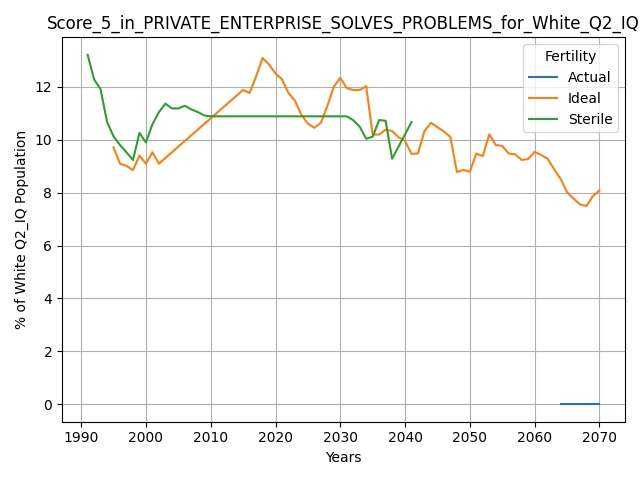 Score_5_in_PRIVATE_ENTERPRISE_SOLVES_PROBLEMS_for_White_Q2_IQ
Fertility
Actual
Ideal
Sterile
% of White Q2_IQ Population
12
10
8
6
4
2
0
1990 2000 2010 2020 2030 2040 2050 2060 2070
Years